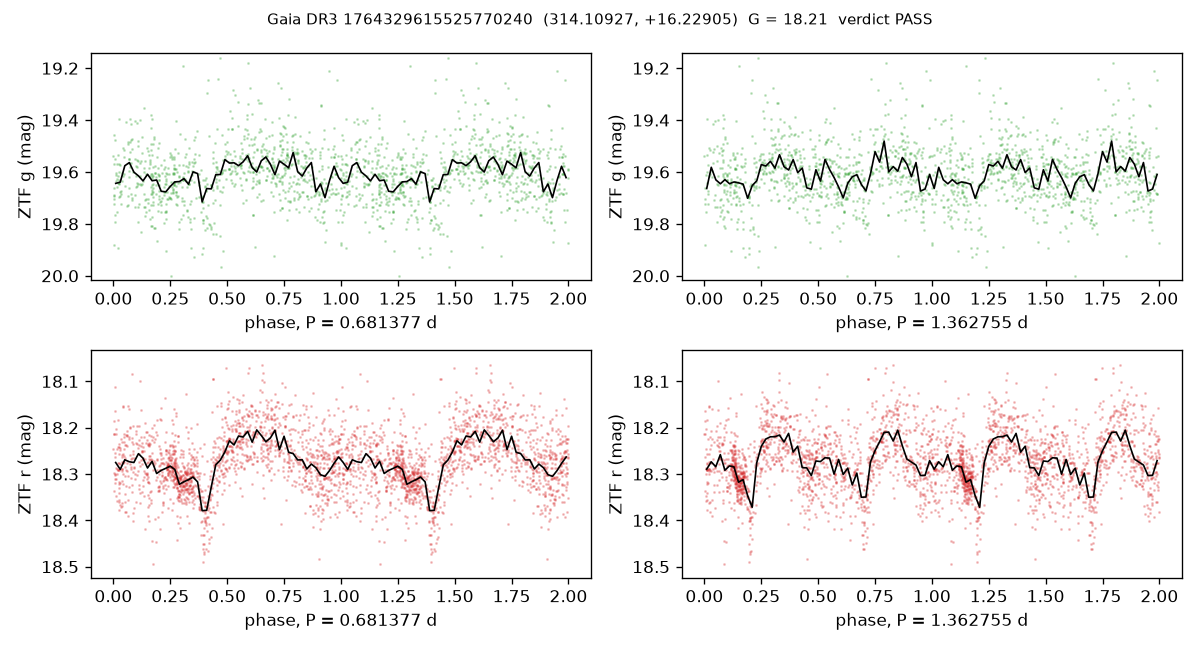 Gaia DR3 1764329615525770240 (314.10927, +16.22905) G = 18.21 verdict PASS
ZTF g (mag)
19.2
19.4
19.6
19.8
20.0
0.00 0.25 0.50 0.75 1.00 1.25 1.50 1.75 2.00
phase, P = 0.681377 d
ZTF g (mag)
19.2
19.4
19.6
19.8
20.0
0.00 0.25 0.50 0.75 1.00 1.25 1.50 1.75 2.00
phase, P = 1.362755 d
ZTF r (mag)
18.1
18.2
18.3
18.4
18.5
0.00 0.25 0.50 0.75 1.00 1.25 1.50 1.75 2.00
phase, P = 0.681377 d
ZTF r (mag)
18.1
18.2
18.3
18.4
18.5
0.00 0.25 0.50 0.75 1.00 1.25 1.50 1.75 2.00
phase, P = 1.362755 d